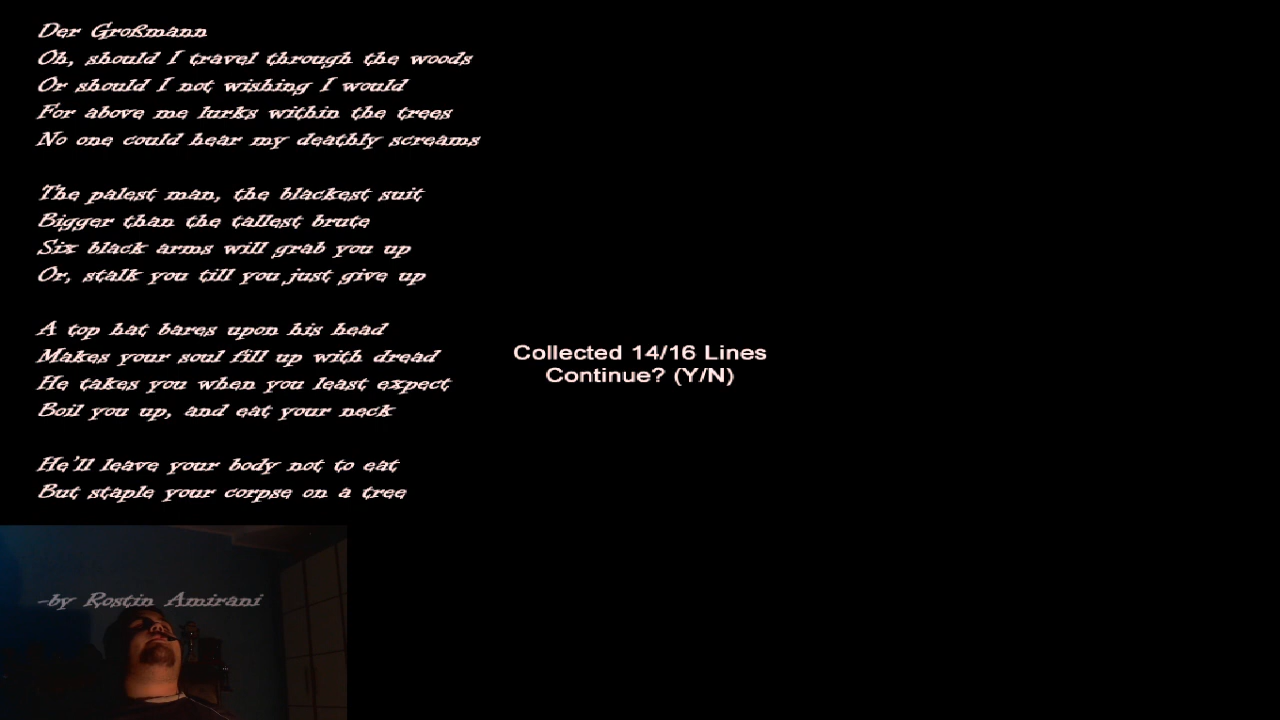 Der Großmann
Oh, should I travel through the woods
Or should I not wishing I would
For above me lurks within the trees
No one could hear my deathly screams
The palest man, the blackest suit
Bigger than the tallest brute
Six black arms will grab you up
Or, stalk you till you just give up
A top hat bares upon his head
Makes your soul fill up with dread
He takes you when you least expect
Boil you up, and eat your neck
He'll leave your body not to eat
But staple your corpse on a tree
-by Rostin Amirani
Collected 14/16 Lines
Continue? (Y/N)